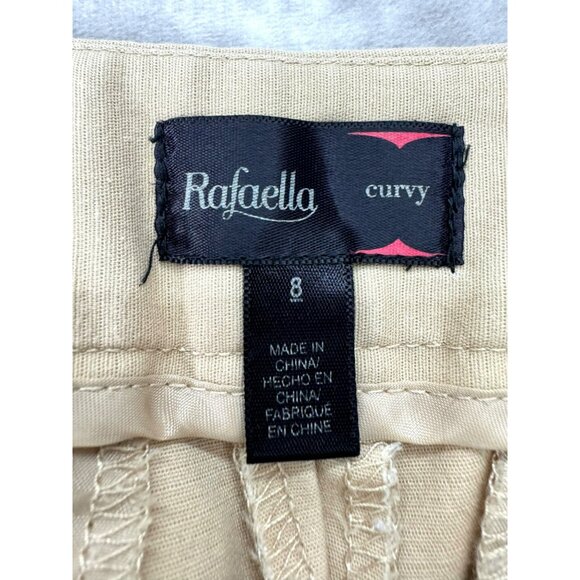 Rafaella curvy
8
MADE IN
CHINA/
HECHO EN
CHINA/
FABRIQUÉ
EN CHINE